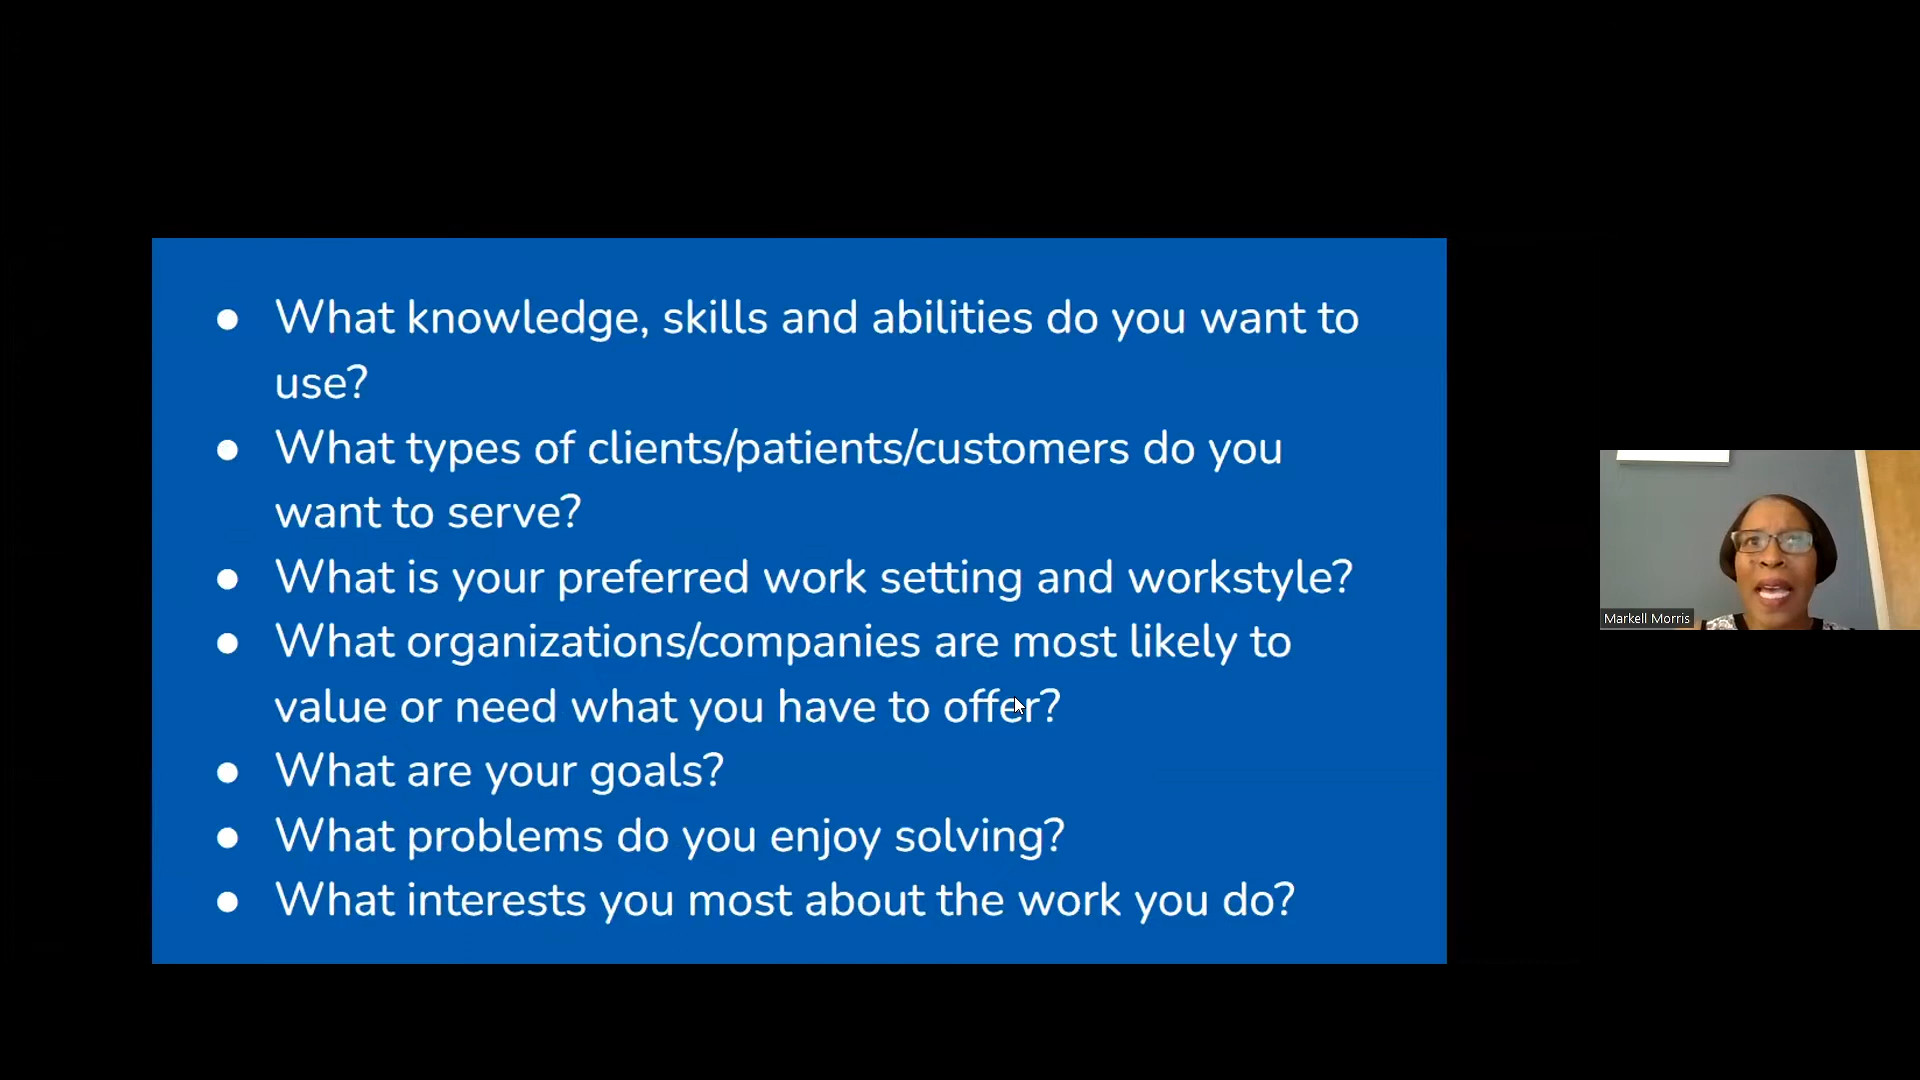 ● What knowledge, skills and abilities do you want to
use?
● What types of clients/patients/customers do you
want to serve?
● What is your preferred work setting and workstyle?
● What organizations/companies are most likely to
value or need what you have to offer?
● What are your goals?
● What problems do you enjoy solving?
● What interests you most about the work you do?
Markell Morris